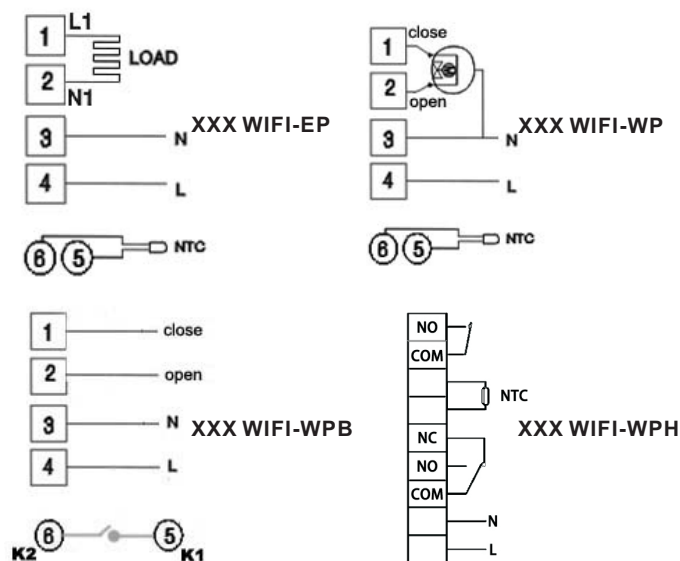 1 L1
LOAD
2 N1
3 N
4 L
XXX WIFI-EP
6 5 NTC
1 close
2 open
3 N
4 L
XXX WIFI-WP
6 5 NTC
1 close
2 open
3 N
4 L
XXX WIFI-WPB
K2 6 5 K1
NO
COM
NTC
NC
NO
COM
N
L
XXX WIFI-WPH